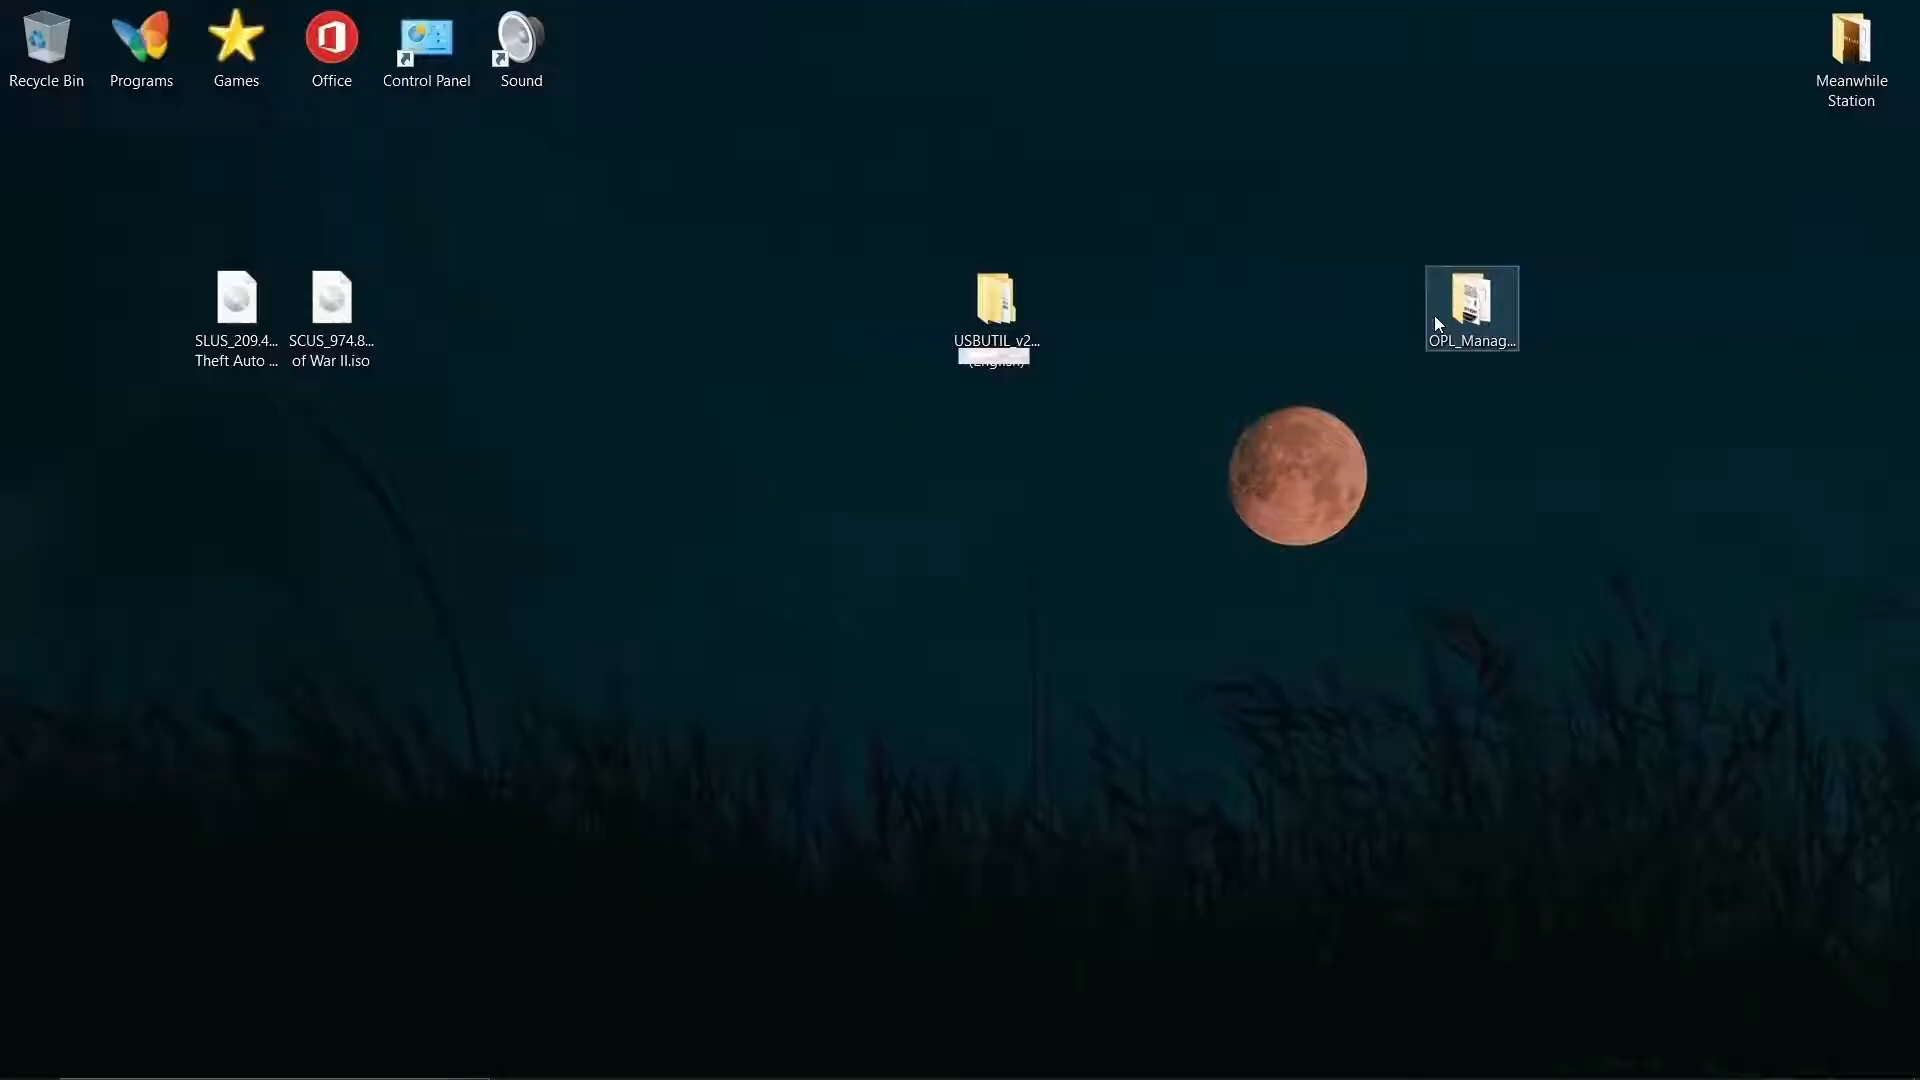 Recycle Bin
Programs
Games
Office
Control Panel
Sound
Meanwhile
Station
SLUS_209.4...
Theft Auto ...
SCUS_974.8...
of War II.iso
USBUTIL_v2...
OPL_Manag...